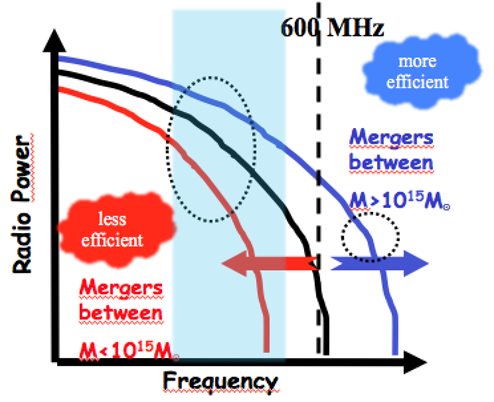 600 MHz
more
efficient
Mergers
between
M>10¹⁵M☉
less
efficient
Mergers
between
M<10¹⁵M☉
Radio Power
Frequency